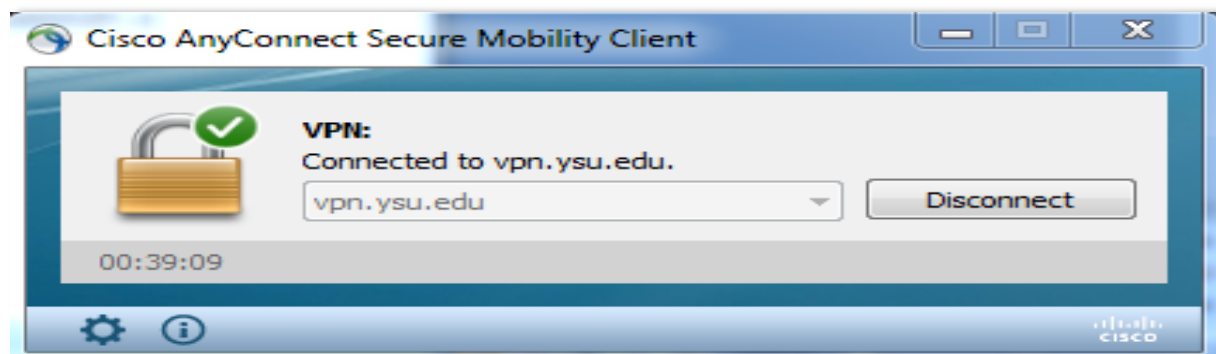 Cisco AnyConnect Secure Mobility Client
VPN:
Connected to vpn.ysu.edu.
vpn.ysu.edu
Disconnect
00:39:09
CISCO